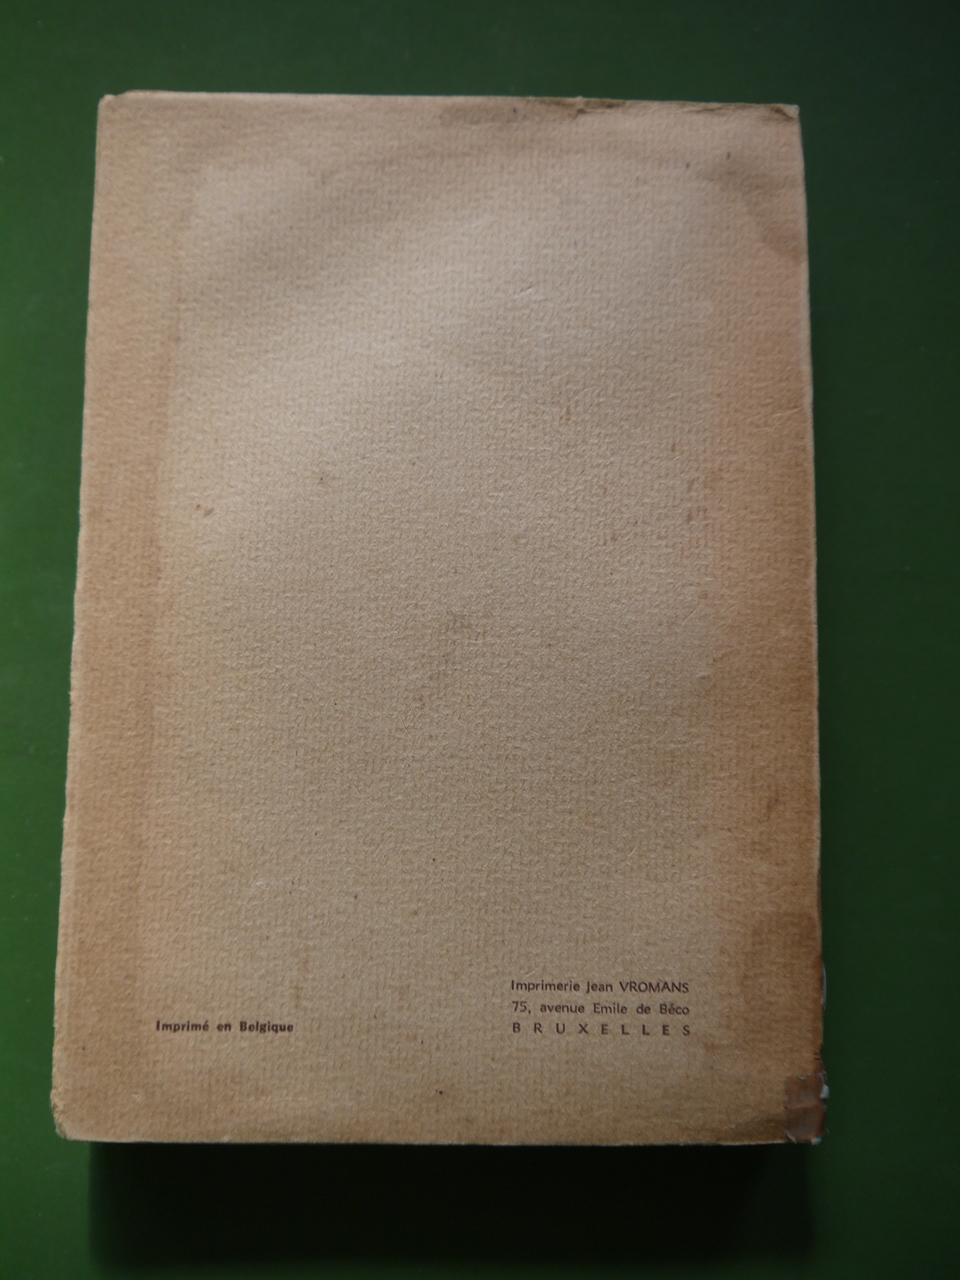 Imprimé en Belgique
Imprimerie Jean VROMANS
75, avenue Emile de Béco
BRUXELLES